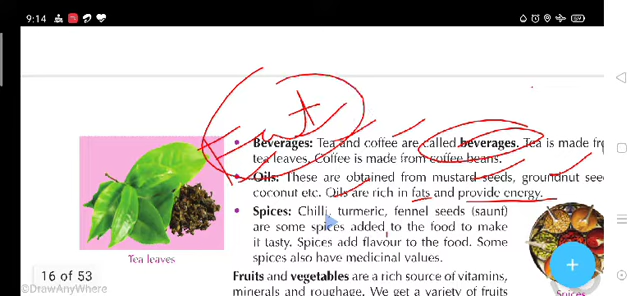 9:14
Fat
• Beverages: Tea and coffee are called beverages. Tea is made
tea leaves. Coffee is made from coffee beans.
• Oils: These are obtained from mustard seeds, groundnut
coconut etc. Oils are rich in fats and provide energy.
• Spices: Chilli, turmeric, fennel seeds (saunf)
are some spices added to the food to make
it tasty. Spices add flavour to the food. Some
spices also have medicinal values.
Tea leaves
Spices
16 of 53
Fruits and vegetables are a rich source of vitamins,
minerals and roughage. We get a variety of fruits
@DrawAnyWhere